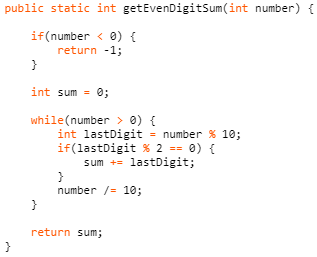 public static int getEvenDigitSum(int number) {
if(number < 0) {
return -1;
}
int sum = 0;
while(number > 0) {
int lastDigit = number % 10;
if(lastDigit % 2 == 0) {
sum += lastDigit;
}
number /= 10;
}
return sum;
}